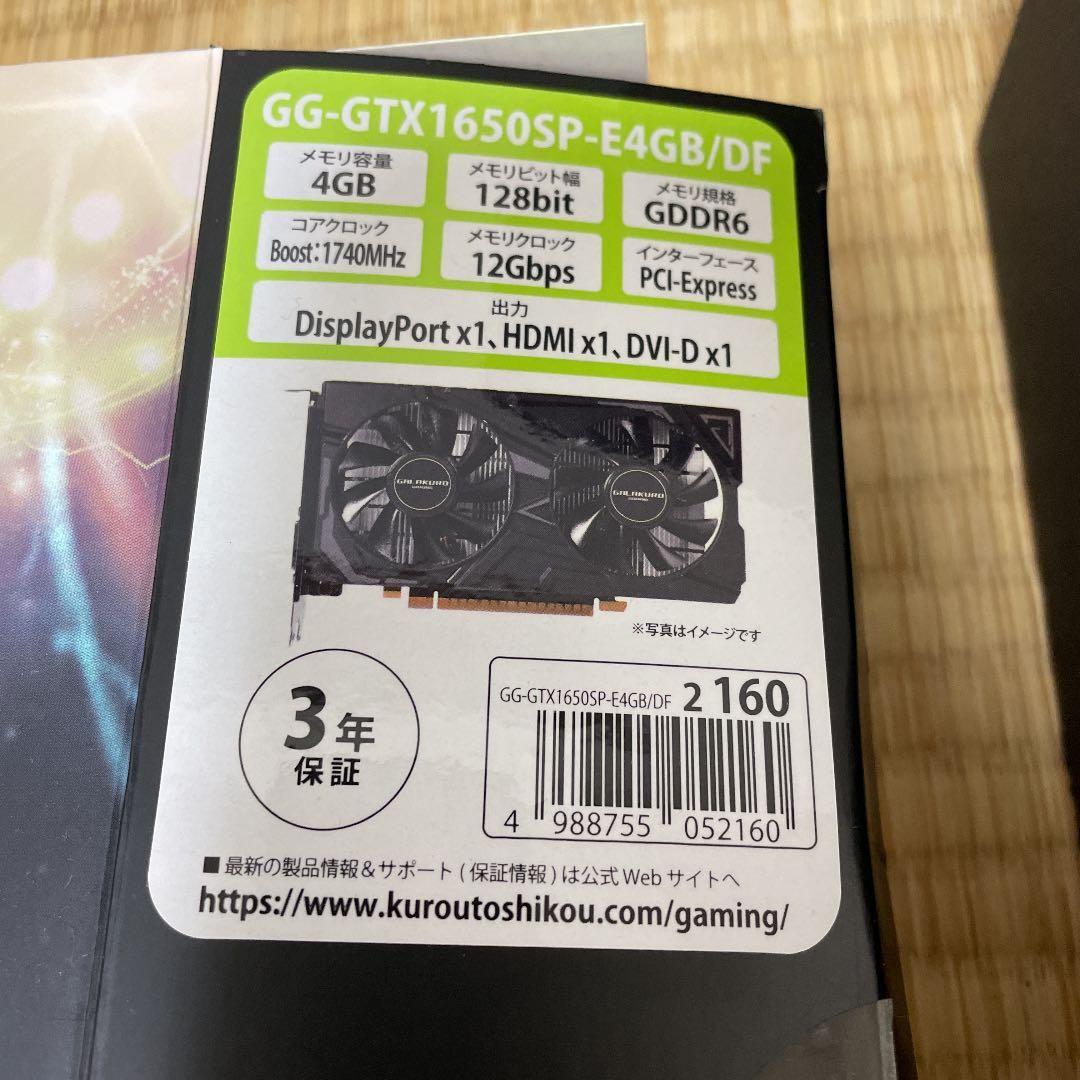 GG-GTX1650SP-E4GB/DF
メモリ容量
4GB
メモリビット幅
128bit
メモリ規格
GDDR6
コアクロック
Boost:1740MHz
メモリクロック
12Gbps
インターフェース
PCI-Express
出力
DisplayPort x1、HDMI x1、DVI-D x1
GALAKURO
GAMING
GALAKURO
GAMING
※写真はイメージです
3年
保証
GG-GTX1650SP-E4GB/DF 2 160
4 988755 052160
■ 最新の製品情報&サポート(保証情報)は公式Webサイトへ
https://www.kuroutoshikou.com/gaming/